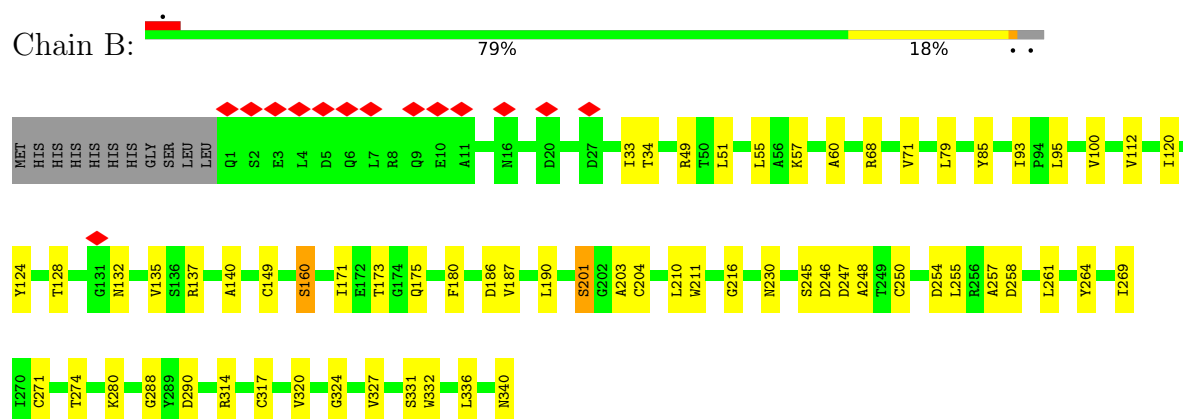 Chain B:
79%
18%
MET HIS HIS HIS HIS HIS HIS GLY SER LEU LEU Q1 S2 E3 L4 D5 Q6 L7 R8 Q9 E10 A11 N16 D20 D27 I33 T34 R49 T50 L51 L55 A56 K57 A60 R68 V71 L79 Y85 I93 P94 L95 V100 V112 I120
Y124 T128 G131 N132 V135 S136 R137 A140 C149 S160 I171 E172 T173 G174 Q175 F180 D186 V187 L190 S201 G202 A203 C204 L210 W211 G216 N230 S245 D246 D247 A248 T249 C250 D254 L255 R256 A257 D258 L261 Y264 I269
I270 C271 T274 K280 G288 Y289 D290 R314 C317 V320 G324 V327 S331 W332 L336 N340